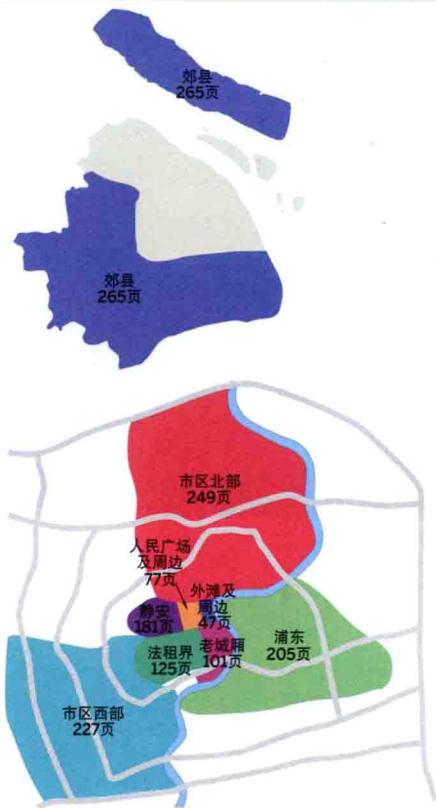 郊县
265页
郊县
265页
市区北部
249页
人民广场
及周边
77页
外滩及
周边
47页
静安
181页
法租界
125页
老城厢
101页
浦东
205页
市区西部
227页